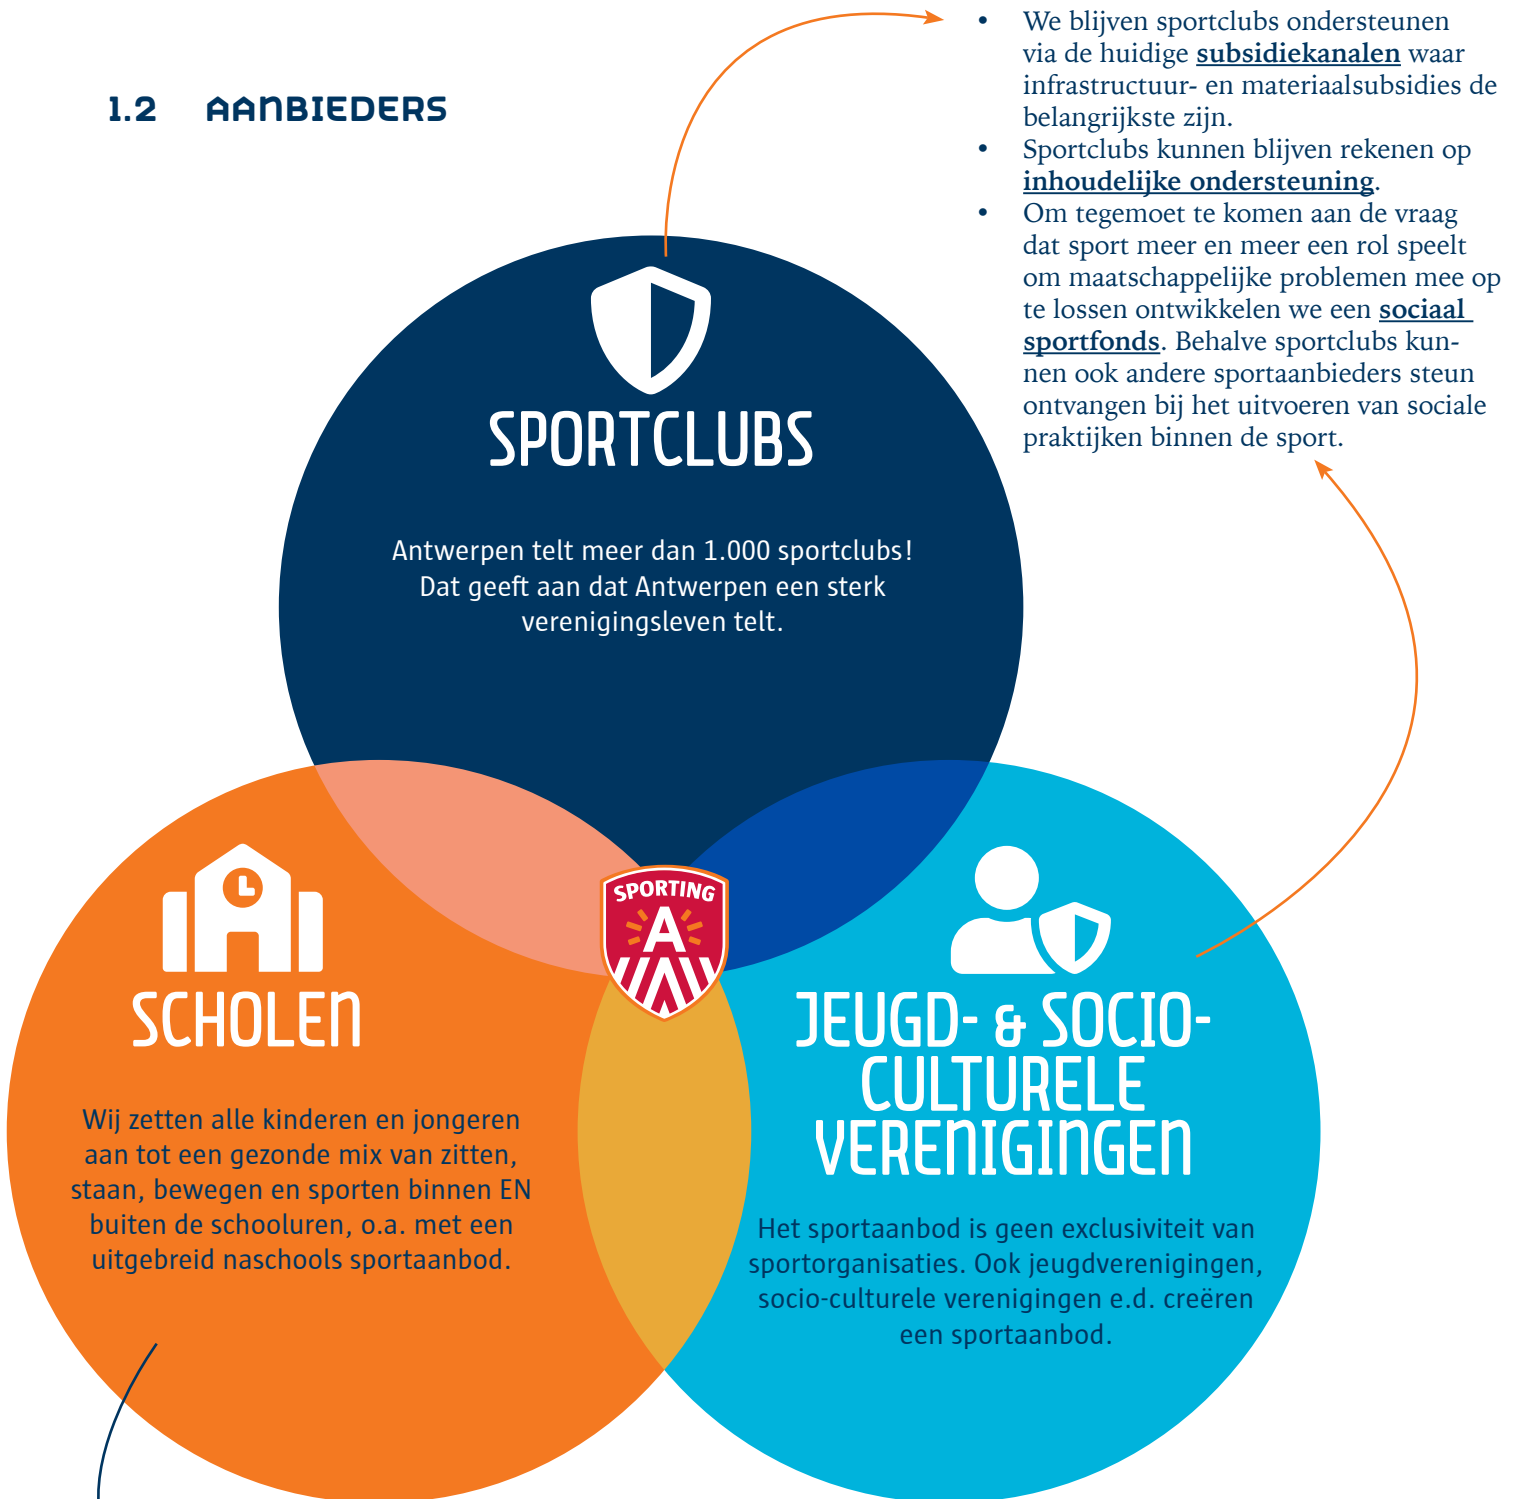 1.2 AANBIEDERS
• We blijven sportclubs ondersteunen
via de huidige subsidiekanalen waar
infrastructuur- en materiaalsubsidies de
belangrijkste zijn.
• Sportclubs kunnen blijven rekenen op
inhoudelijke ondersteuning.
• Om tegemoet te komen aan de vraag
dat sport meer en meer een rol speelt
om maatschappelijke problemen mee op
te lossen ontwikkelen we een sociaal
sportfonds. Behalve sportclubs kun-
nen ook andere sportaanbieders steun
ontvangen bij het uitvoeren van sociale
praktijken binnen de sport.
SPORTCLUBS
Antwerpen telt meer dan 1.000 sportclubs!
Dat geeft aan dat Antwerpen een sterk
verenigingsleven telt.
SPORTING
A
SCHOLEN
Wij zetten alle kinderen en jongeren
aan tot een gezonde mix van zitten,
staan, bewegen en sporten binnen EN
buiten de schooluren, o.a. met een
uitgebreid naschools sportaanbod.
JEUGD- & SOCIO-
CULTURELE
VERENIGINGEN
Het sportaanbod is geen exclusiviteit van
sportorganisaties. Ook jeugdverenigingen,
socio-culturele verenigingen e.d. creëren
een sportaanbod.